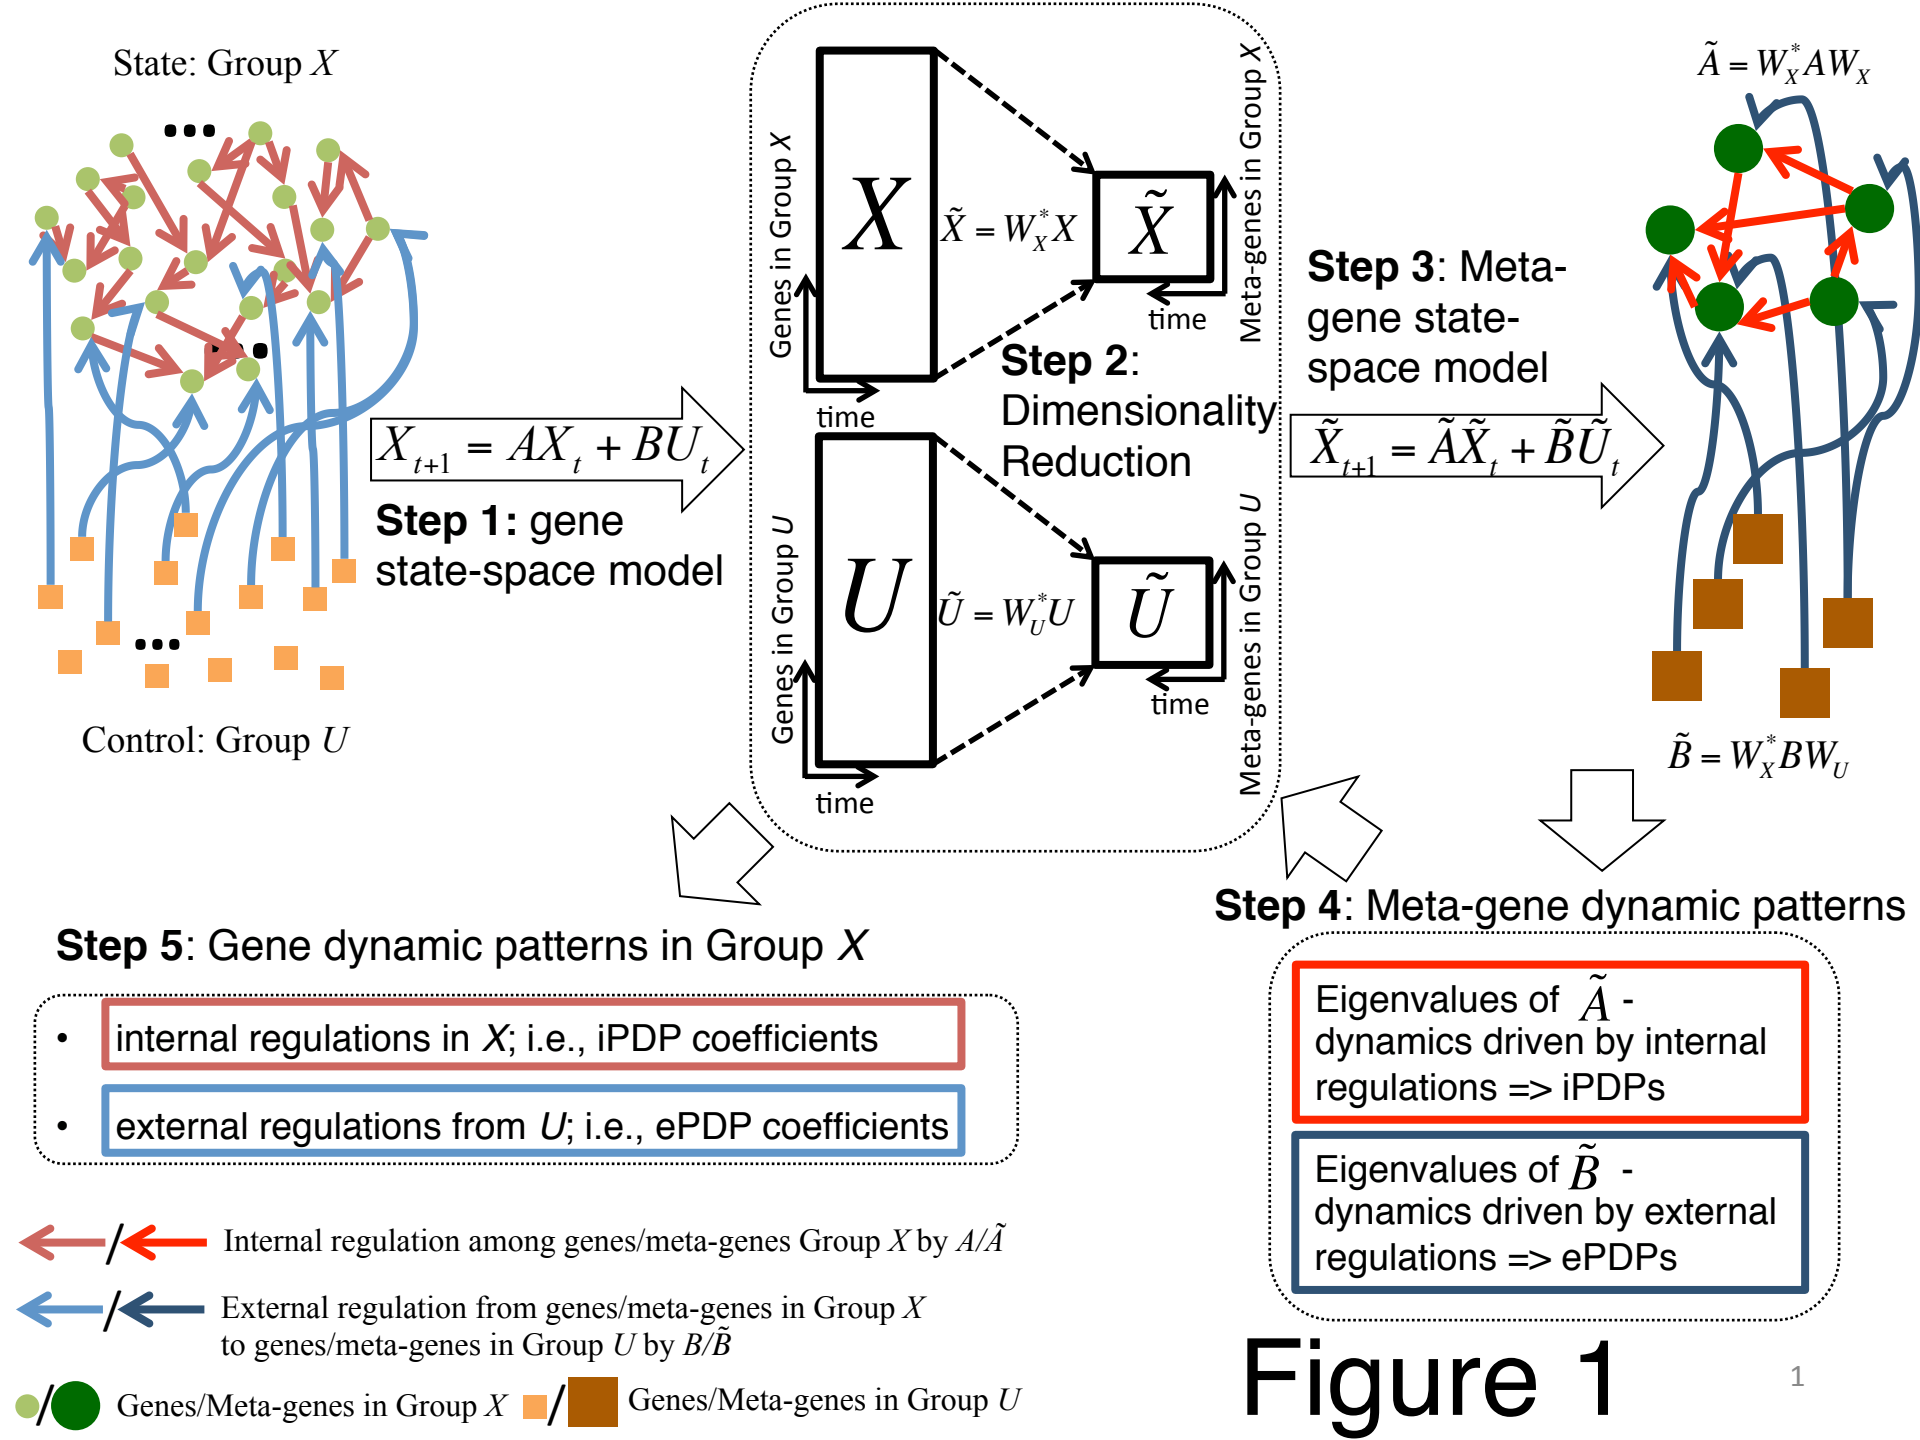 State: Group X
...
...
...
Control: Group U
X_{t+1} = AX_t + BU_t
Step 1: gene
state-space model
Genes in Group X
X
time
X̃ = W_X^* X
X̃
time
Meta-genes in Group X
Step 2:
Dimensionality
Reduction
Genes in Group U
U
time
Ũ = W_U^* U
Ũ
time
Meta-genes in Group U
Step 3: Meta-
gene state-
space model
X̃_{t+1} = ÃX̃_t + B̃Ũ_t
Ã = W_X^* AW_X
B̃ = W_X^* BW_U
Step 4: Meta-gene dynamic patterns
Eigenvalues of Ã -
dynamics driven by internal
regulations => iPDPs
Eigenvalues of B̃ -
dynamics driven by external
regulations => ePDPs
Step 5: Gene dynamic patterns in Group X
• internal regulations in X; i.e., iPDP coefficients
• external regulations from U; i.e., ePDP coefficients
/ Internal regulation among genes/meta-genes Group X by A/Ã
/ External regulation from genes/meta-genes in Group X
to genes/meta-genes in Group U by B/B̃
/ Genes/Meta-genes in Group X / Genes/Meta-genes in Group U
Figure 1
1